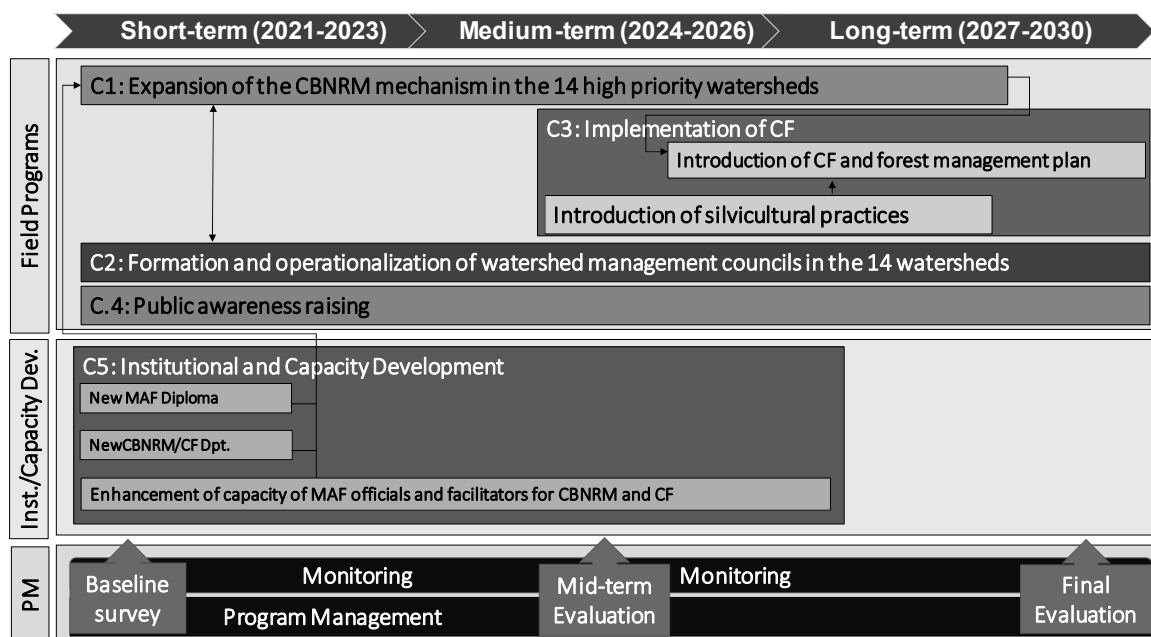 Short-term (2021-2023)
Medium-term (2024-2026)
Long-term (2027-2030)
Field Programs
C1: Expansion of the CBNRM mechanism in the 14 high priority watersheds
C3: Implementation of CF
Introduction of CF and forest management plan
Introduction of silvicultural practices
C2: Formation and operationalization of watershed management councils in the 14 watersheds
C.4: Public awareness raising
Inst./Capacity Dev.
C5: Institutional and Capacity Development
New MAF Diploma
NewCBNRM/CF Dpt.
Enhancement of capacity of MAF officials and facilitators for CBNRM and CF
PM
Baseline
survey
Monitoring
Program Management
Mid-term
Evaluation
Monitoring
Final
Evaluation